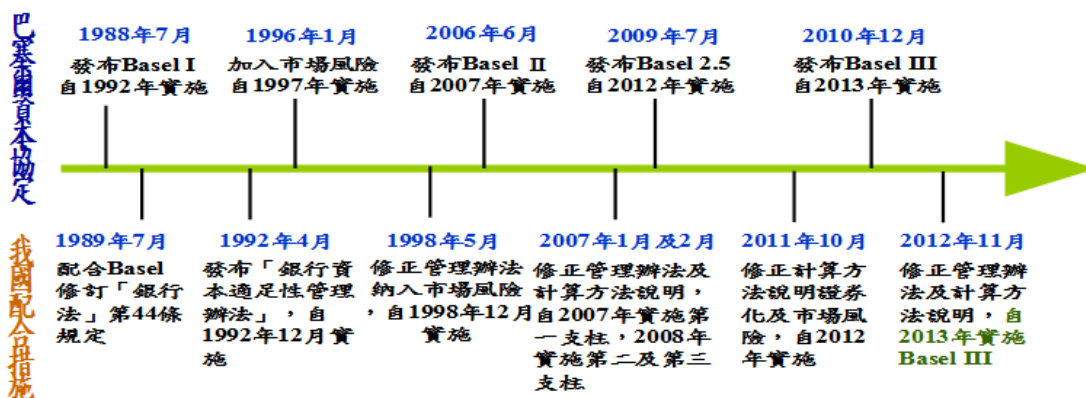 巴塞爾資本協定
1988年7月
發布Basel I
自1992年實施
1996年1月
加入市場風險
自1997年實施
2006年6月
發布Basel II
自2007年實施
2009年7月
發布Basel 2.5
自2012年實施
2010年12月
發布Basel III
自2013年實施
我國配合措施
1989年7月
配合Basel
修訂「銀行
法」第44條
規定
1992年4月
發布「銀行資
本適足性管理
辦法」，自
1992年12月實
施
1998年5月
修正管理辦法
納入市場風險
，自1998年12月
實施
2007年1月及2月
修正管理辦法及
計算方法說明，
自2007年實施第
一支柱，2008年
實施第二及第三
支柱
2011年10月
修正計算方
法說明證券
化及市場風
險，自2012
年實施
2012年11月
修正管理辦
法及計算方
法說明，自
2013年實施
Basel III